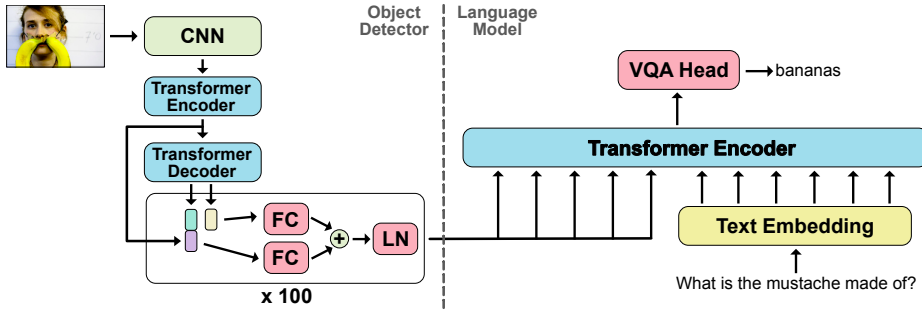 Object
Detector
Language
Model
CNN
Transformer
Encoder
Transformer
Decoder
FC
FC
+
LN
x 100
VQA Head
bananas
Transformer Encoder
Text Embedding
What is the mustache made of?